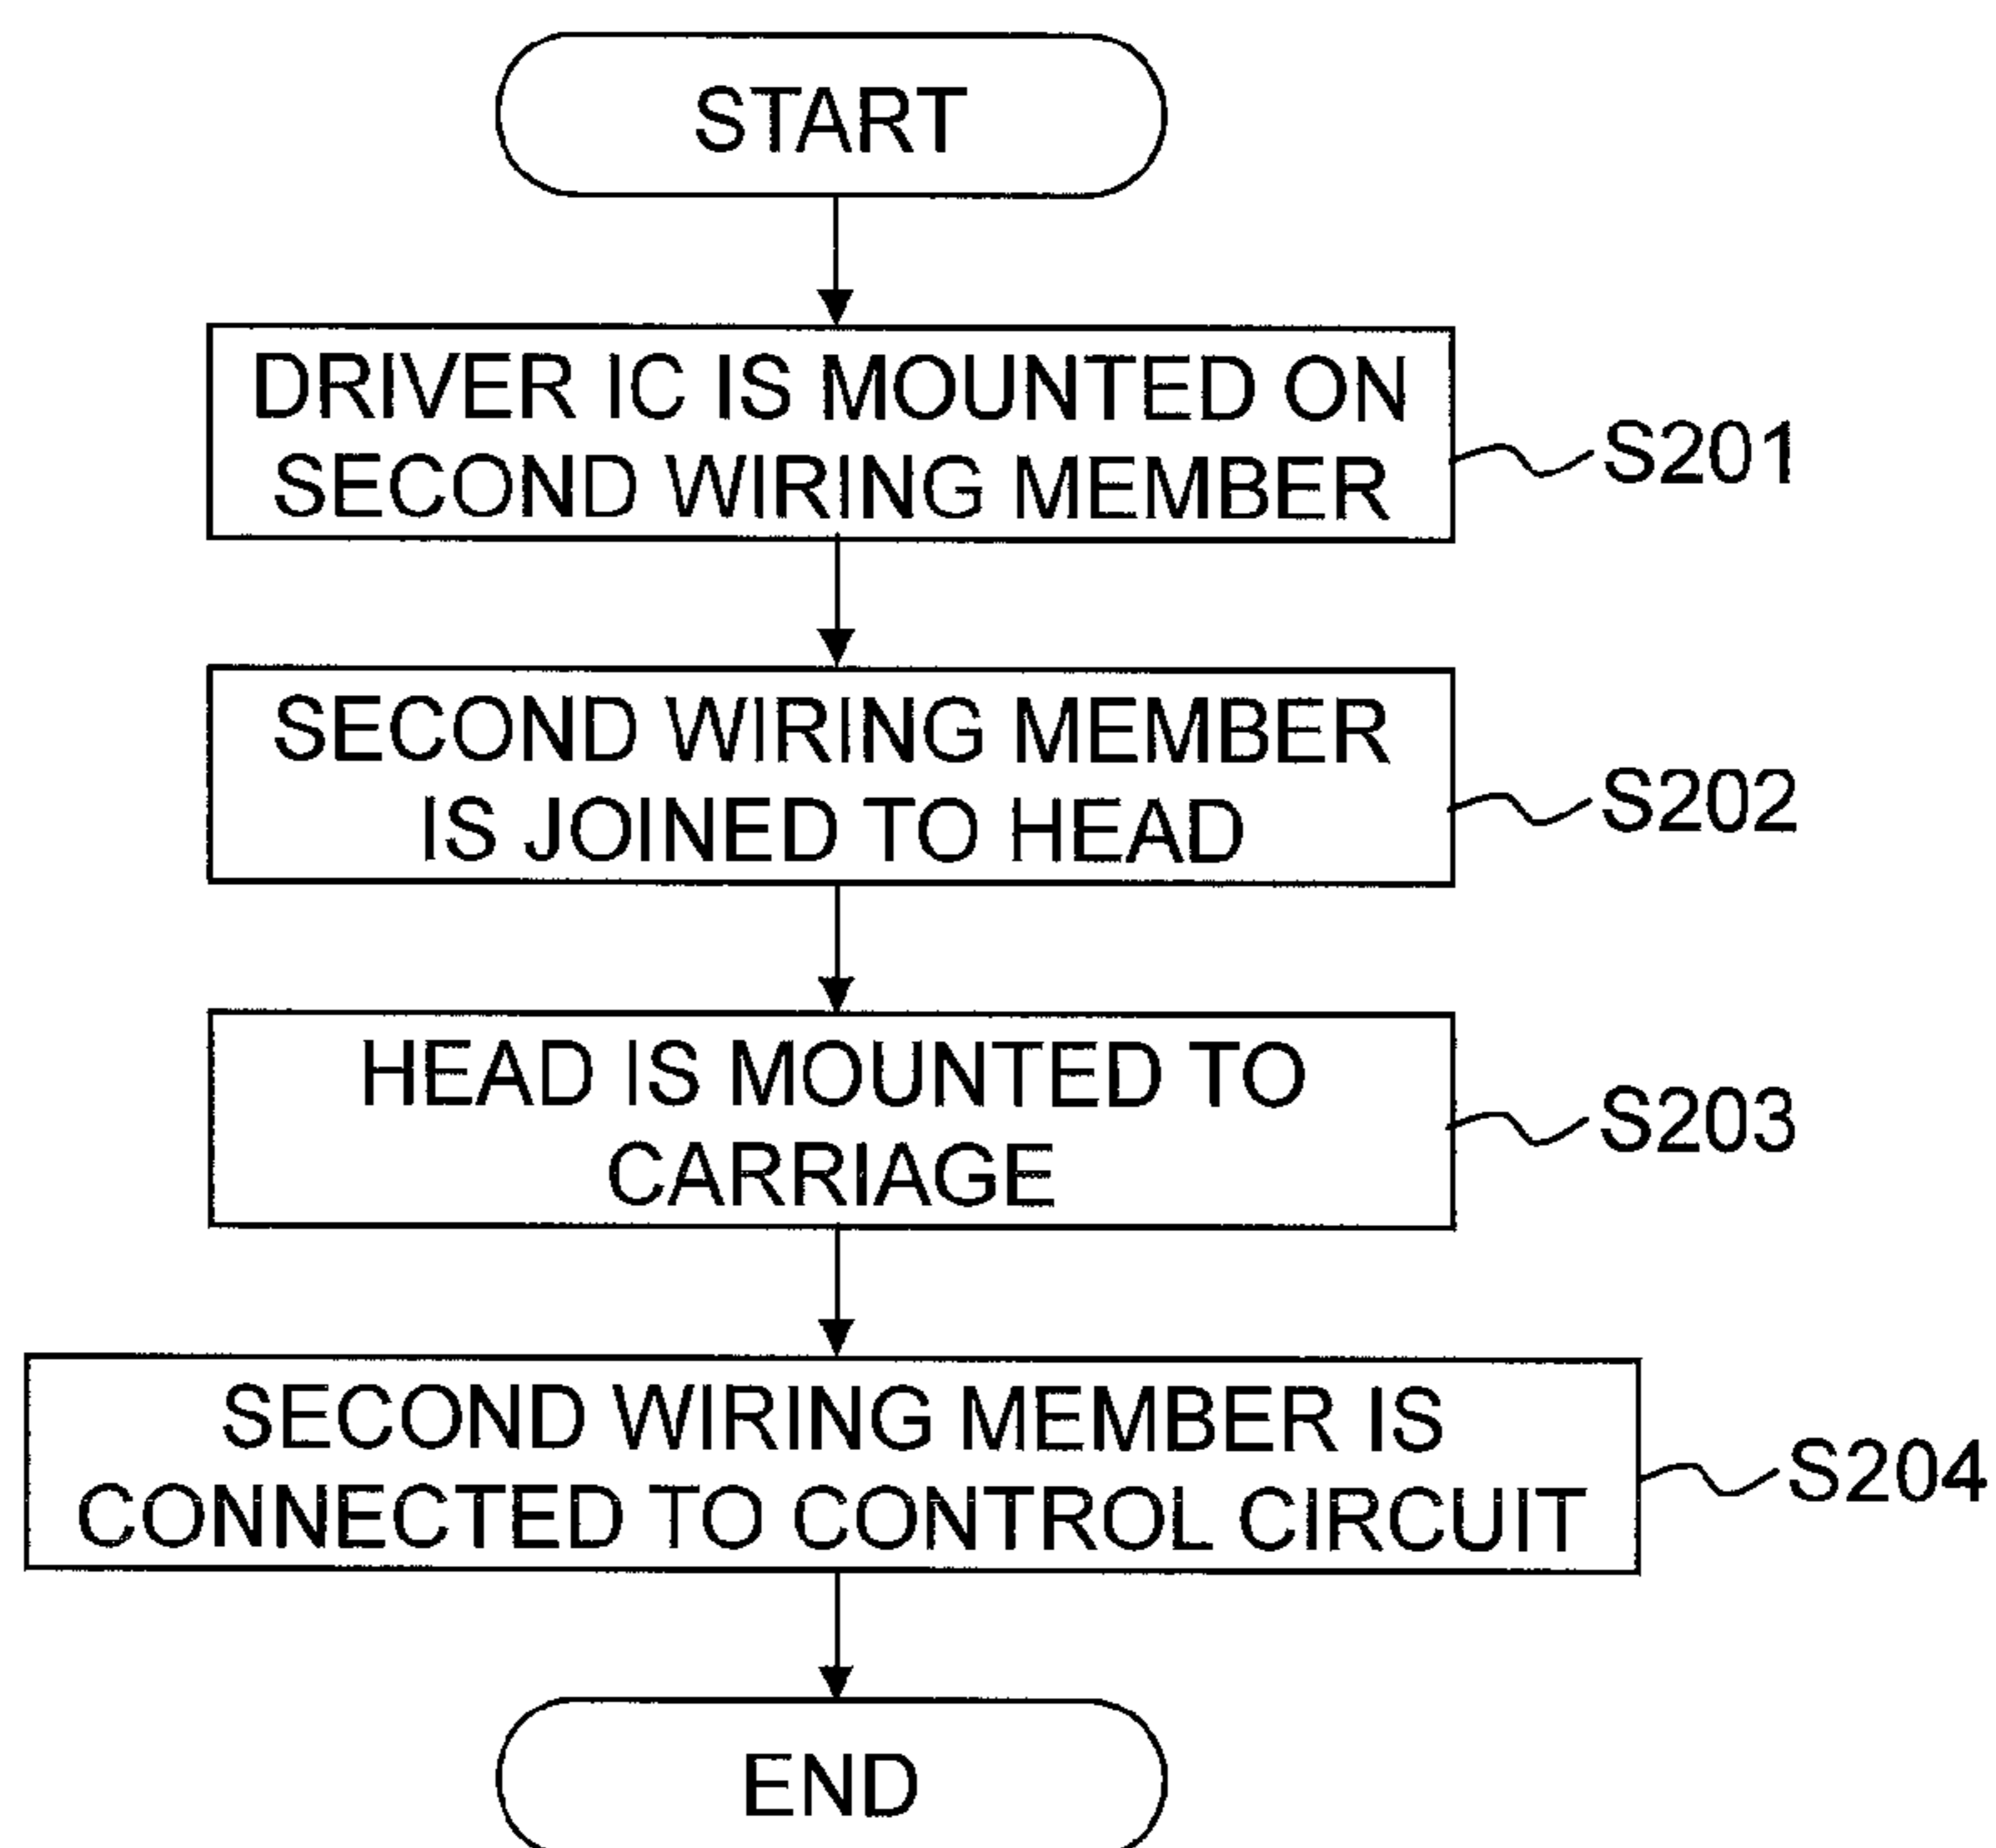 START
DRIVER IC IS MOUNTED ON
SECOND WIRING MEMBER
S201
SECOND WIRING MEMBER
IS JOINED TO HEAD
S202
HEAD IS MOUNTED TO
CARRIAGE
S203
SECOND WIRING MEMBER IS
CONNECTED TO CONTROL CIRCUIT
S204
END